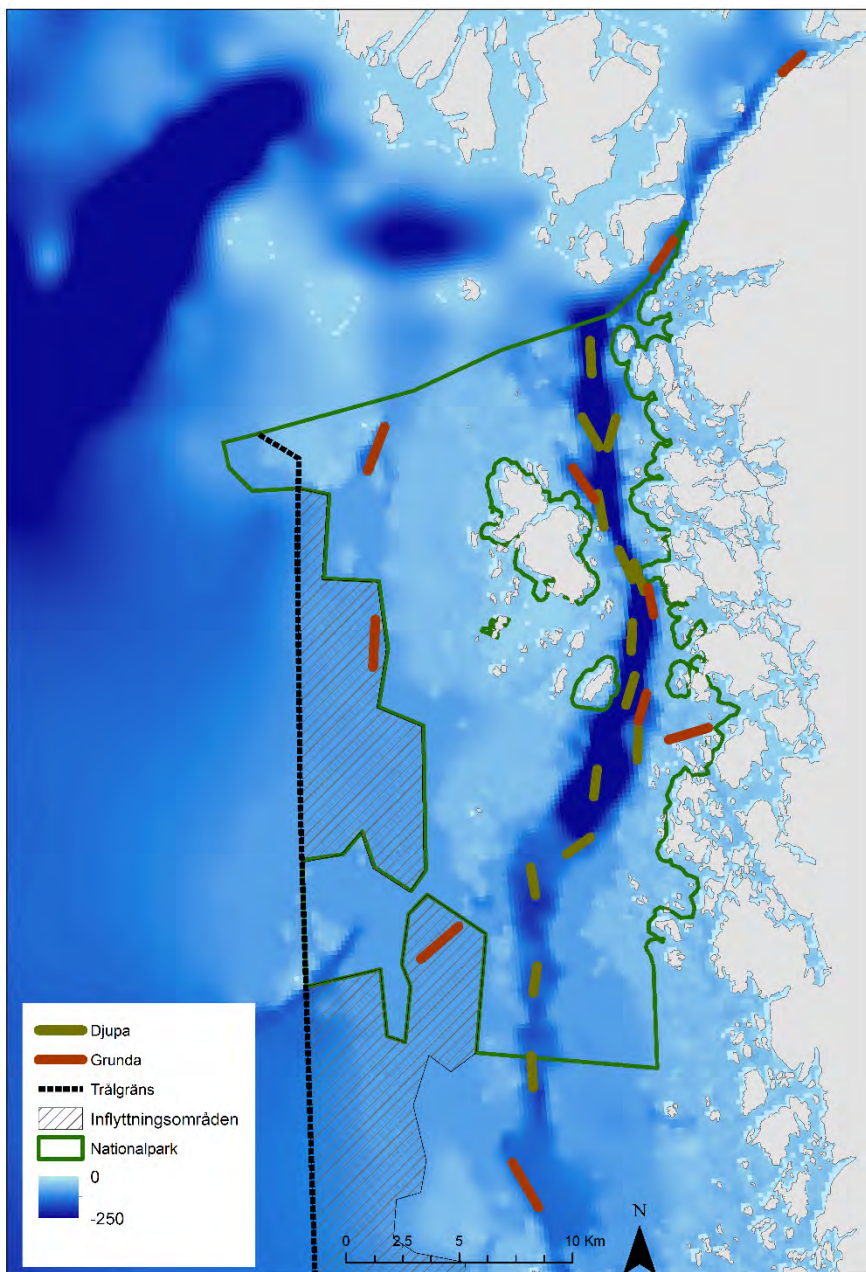 Djupa
Grunda
Trålgräns
Inflyttningsområden
Nationalpark
0
-250
N
0 2,5 5 10 Km